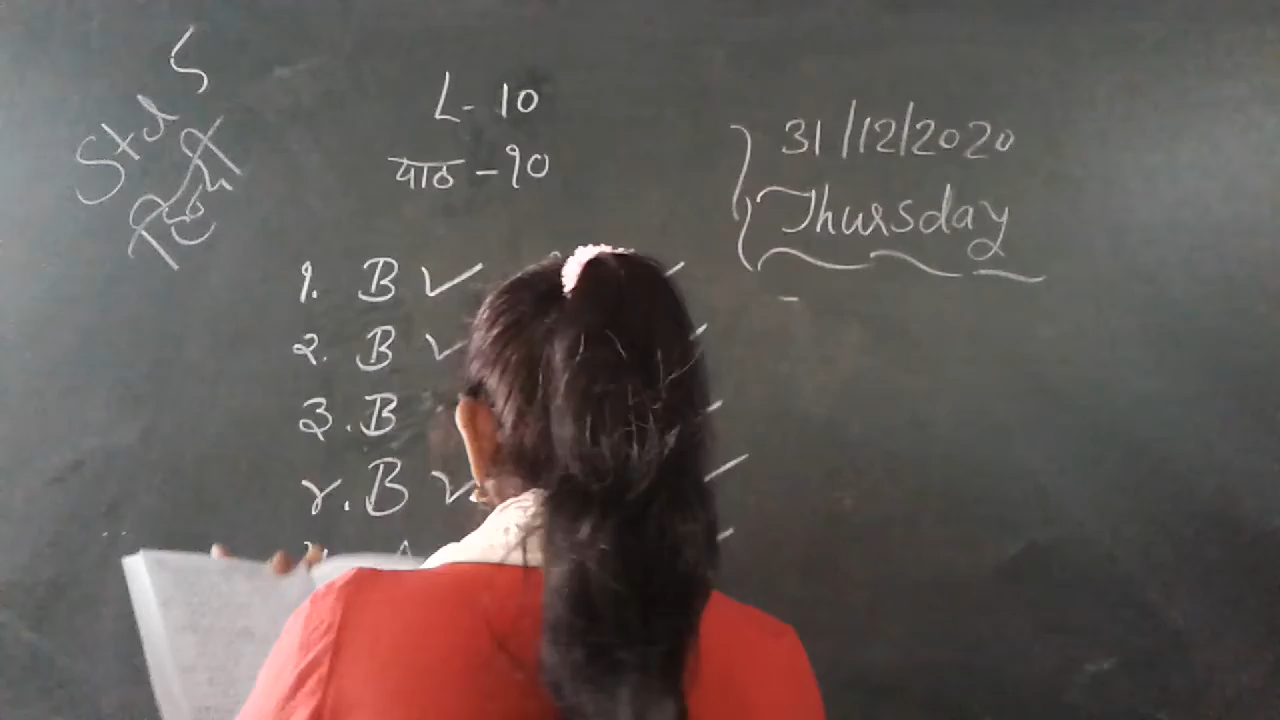 Std 5
L- 10
पाठ -१०
31/12/2020
Thursday
१. B ✓
२. B ✓
३. B
४. B ✓